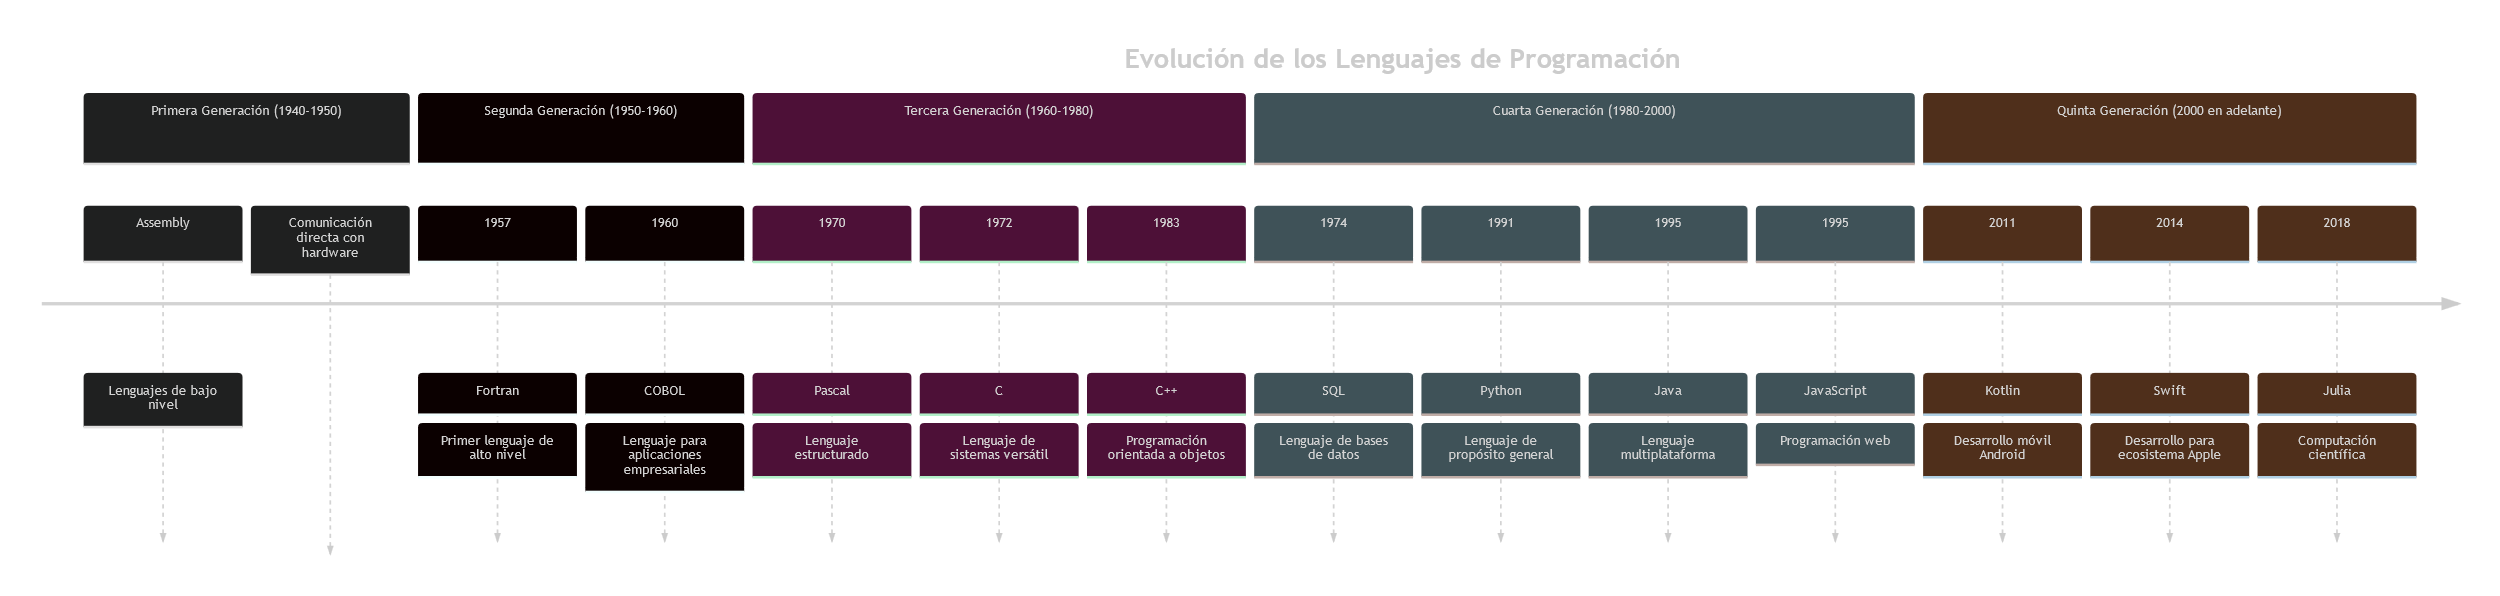 Evolución de los Lenguajes de Programación
Primera Generación (1940-1950)
Segunda Generación (1950-1960)
Tercera Generación (1960-1980)
Cuarta Generación (1980-2000)
Quinta Generación (2000 en adelante)
Assembly
Comunicación
directa con
hardware
1957
1960
1970
1972
1983
1974
1991
1995
1995
2011
2014
2018
Lenguajes de bajo
nivel
Fortran
COBOL
Pascal
C
C++
SQL
Python
Java
JavaScript
Kotlin
Swift
Julia
Primer lenguaje de
alto nivel
Lenguaje para
aplicaciones
empresariales
Lenguaje
estructurado
Lenguaje de
sistemas versátil
Programación
orientada a objetos
Lenguaje de bases
de datos
Lenguaje de
propósito general
Lenguaje
multiplataforma
Programación web
Desarrollo móvil
Android
Desarrollo para
ecosistema Apple
Computación
científica